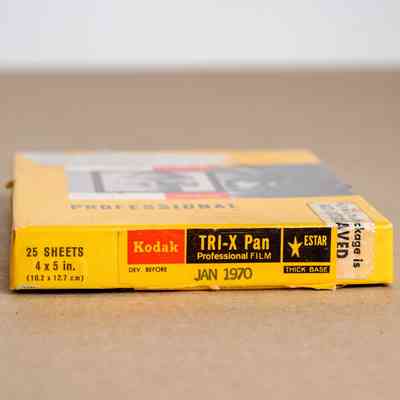 PROFESSIONAL
25 SHEETS
4 x 5 in.
(10.2 x 12.7 cm)
Kodak
TRI-X Pan
Professional FILM
ESTAR
THICK BASE
DEV. BEFORE
JAN 1970
package is